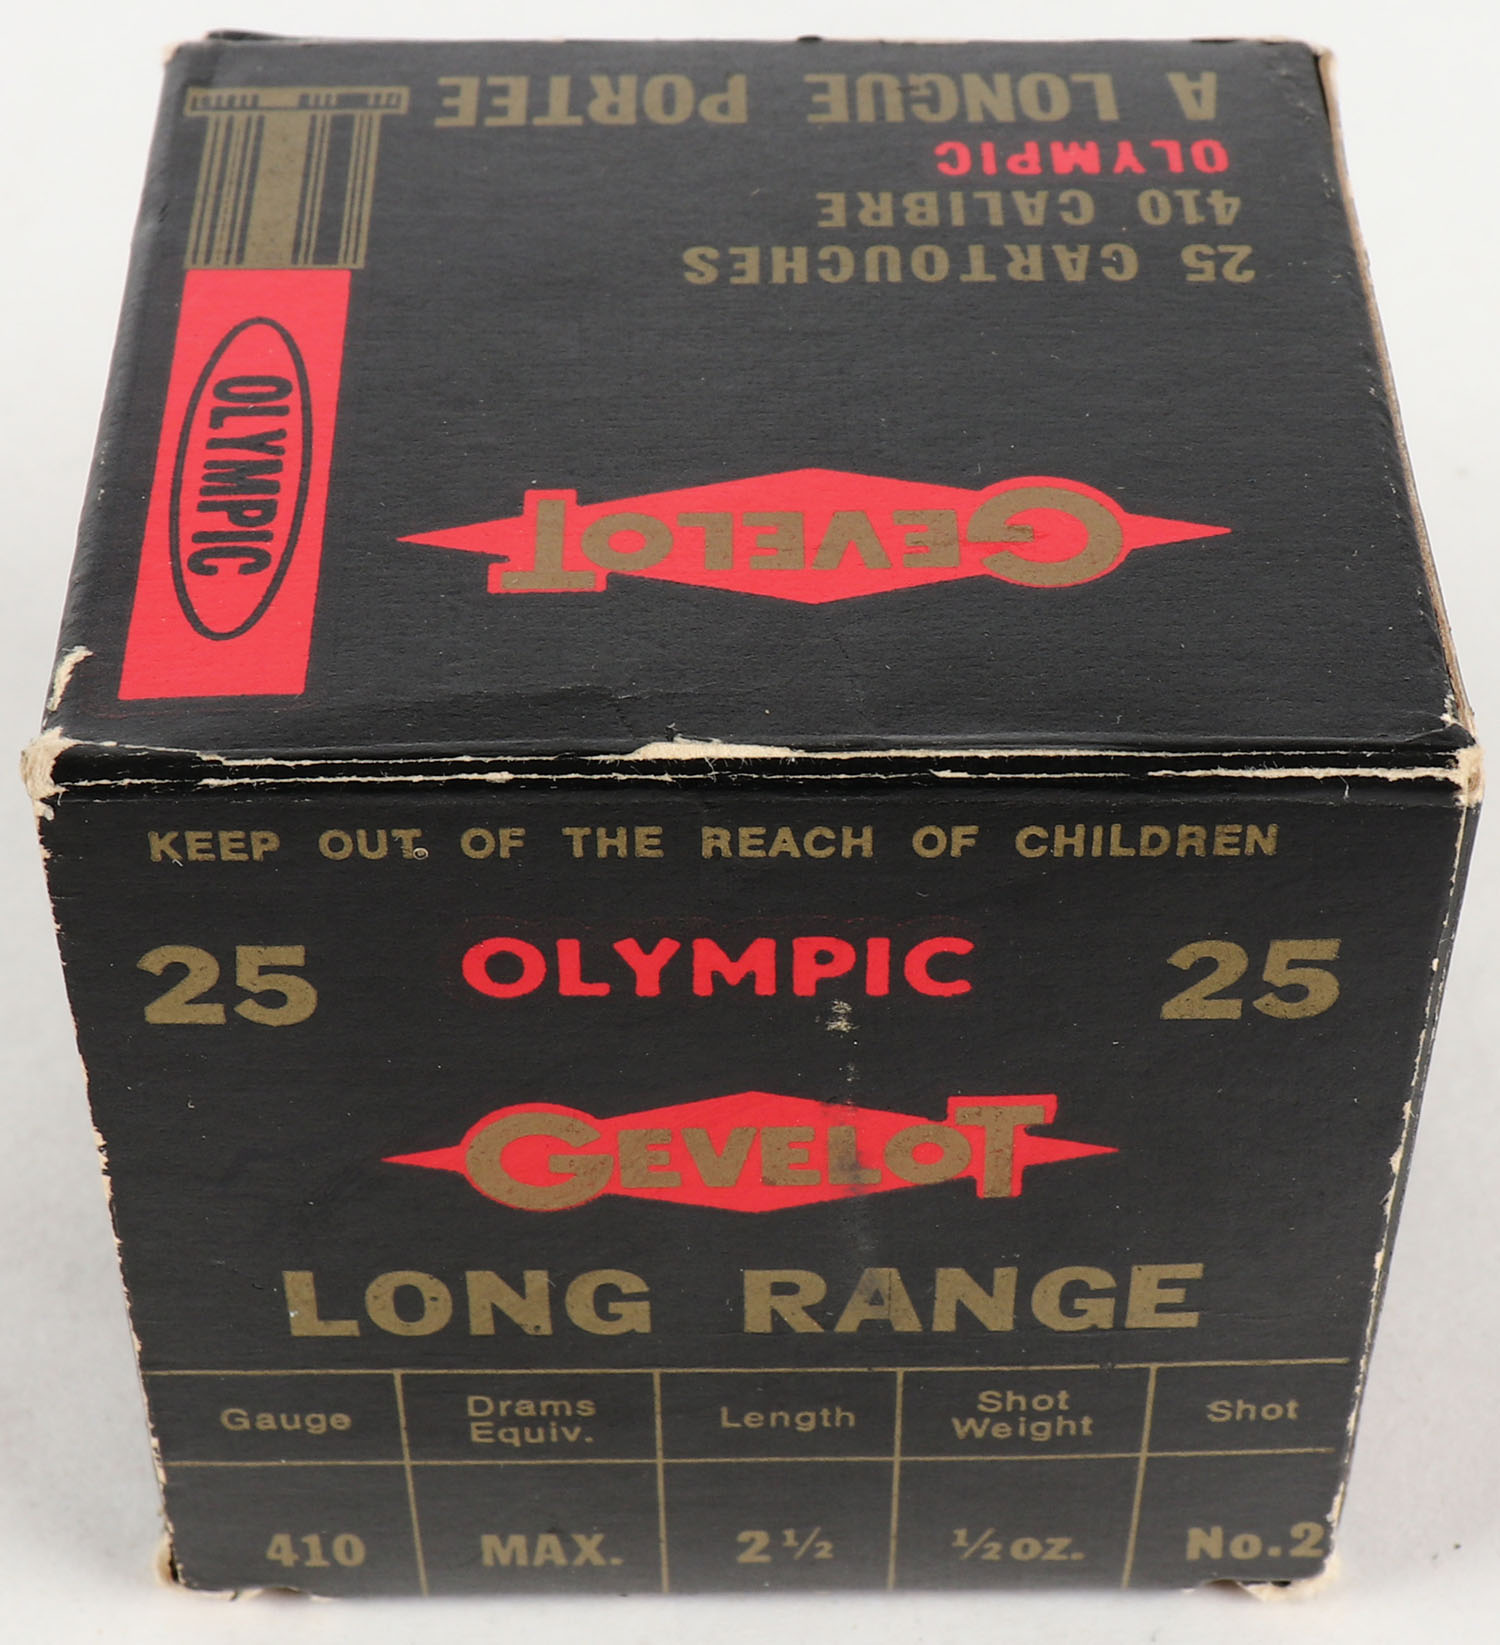 A LONGUE PORTEE
OLYMPIC
410 CALIBRE
25 CARTOUCHES
OLYMPIC
GEVELOT
KEEP OUT OF THE REACH OF CHILDREN
25 OLYMPIC 25
GEVELOT
LONG RANGE
Gauge Drams Equiv. Length Shot Weight Shot
410 MAX. 2 1/2 1/2 oz. No.2